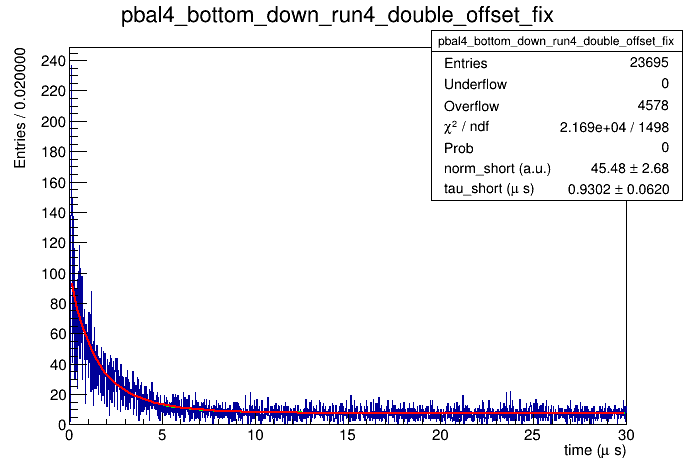 pbal4_bottom_down_run4_double_offset_fix
pbal4_bottom_down_run4_double_offset_fix
Entries 23695
Underflow 0
Overflow 4578
χ² / ndf 2.169e+04 / 1498
Prob 0
norm_short (a.u.) 45.48 ± 2.68
tau_short (μ s) 0.9302 ± 0.0620
Entries / 0.020000
240
220
200
180
160
140
120
100
80
60
40
20
0
0 5 10 15 20 25 30
time (μ s)